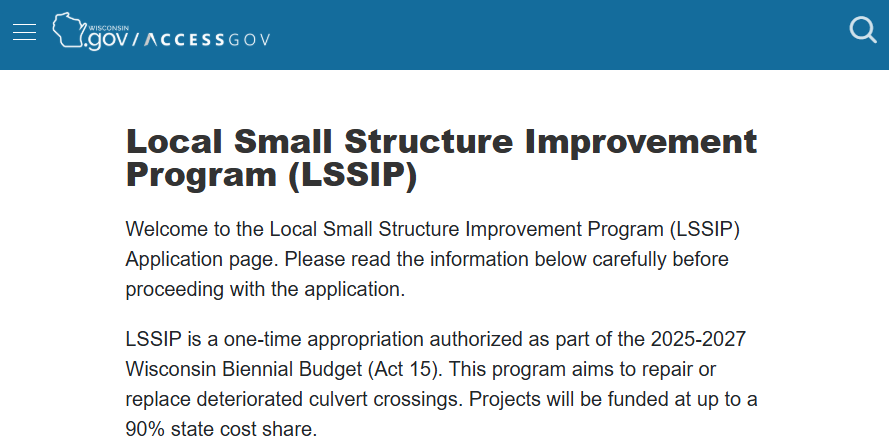 WISCONSIN
.gov/ACCESSGOV
Local Small Structure Improvement
Program (LSSIP)
Welcome to the Local Small Structure Improvement Program (LSSIP)
Application page. Please read the information below carefully before
proceeding with the application.
LSSIP is a one-time appropriation authorized as part of the 2025-2027
Wisconsin Biennial Budget (Act 15). This program aims to repair or
replace deteriorated culvert crossings. Projects will be funded at up to a
90% state cost share.